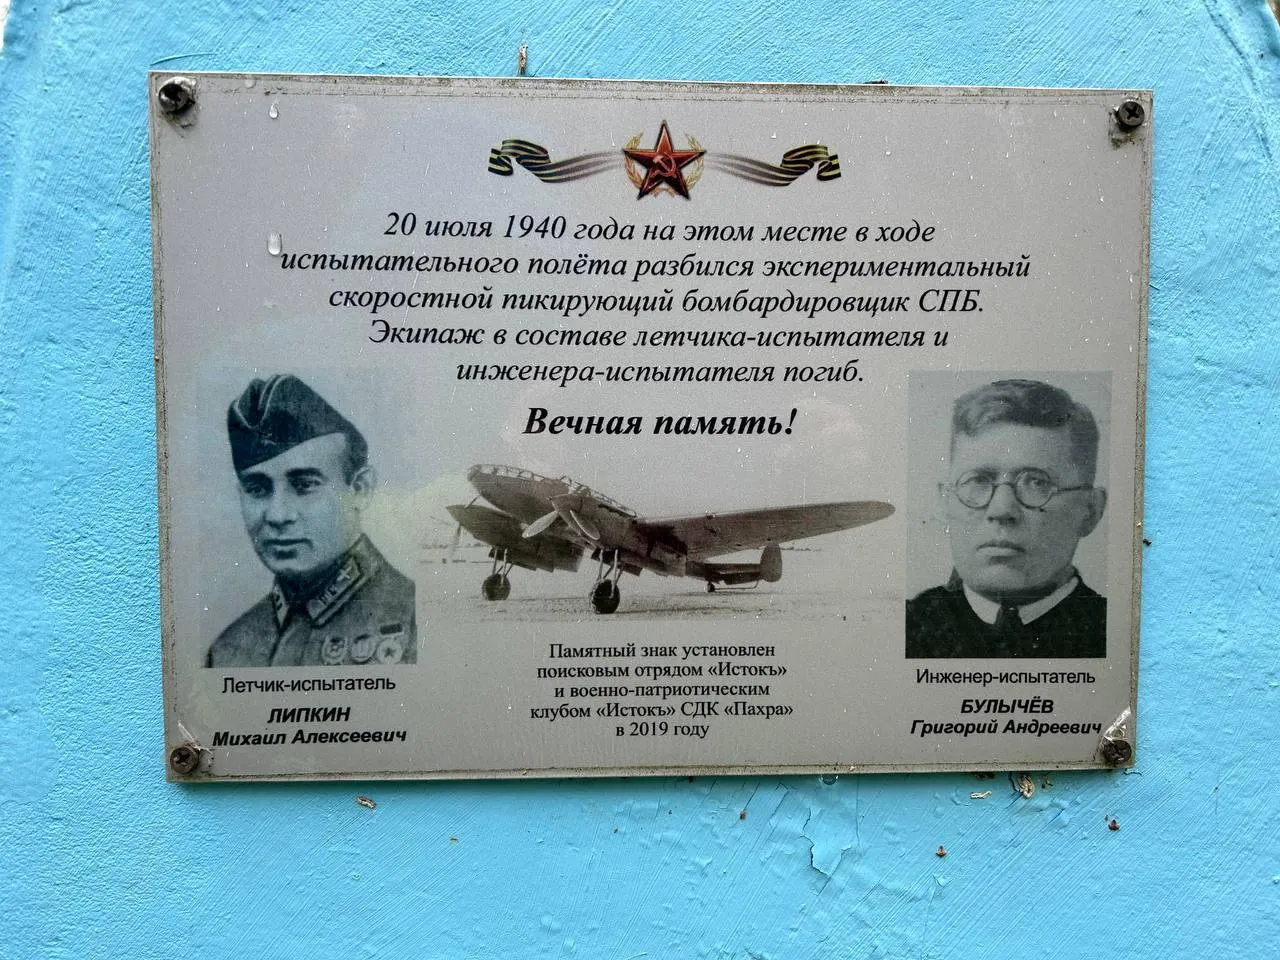 20 июля 1940 года на этом месте в ходе
испытательного полёта разбился экспериментальный
скоростной пикирующий бомбардировщик СПБ.
Экипаж в составе летчика-испытателя и
инженера-испытателя погиб.
Вечная память!
Летчик-испытатель
ЛИПКИН
Михаил Алексеевич
Памятный знак установлен
поисковым отрядом «Истокъ»
и военно-патриотическим
клубом «Истокъ» СДК «Пахра»
в 2019 году
Инженер-испытатель
БУЛЫЧЁВ
Григорий Андреевич